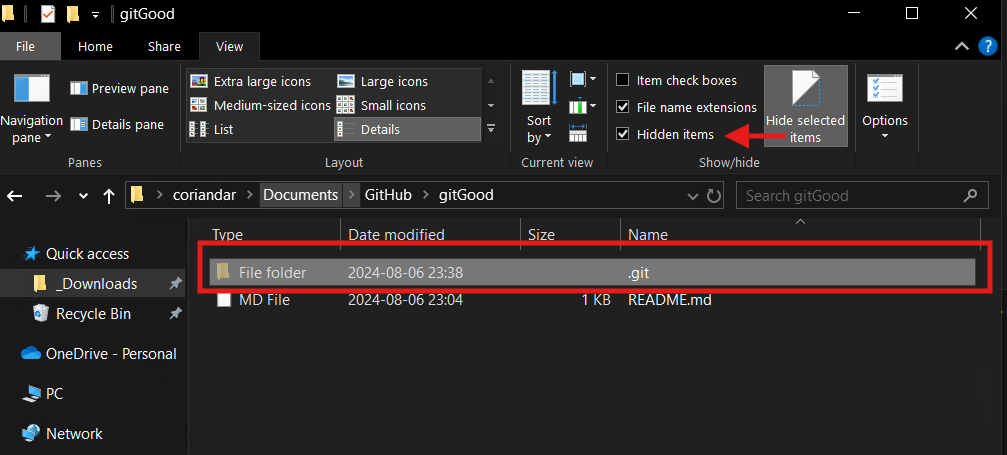 gitGood
File Home Share View
Navigation pane
Preview pane
Details pane
Panes
Extra large icons Large icons
Medium-sized icons Small icons
List Details
Layout
Sort by
Current view
Item check boxes
File name extensions
Hidden items
Hide selected items
Show/hide
Options
coriandar Documents GitHub gitGood
Search gitGood
Quick access
_Downloads
Recycle Bin
OneDrive - Personal
PC
Network
Type Date modified Size Name
File folder 2024-08-06 23:38 .git
MD File 2024-08-06 23:04 1 KB README.md